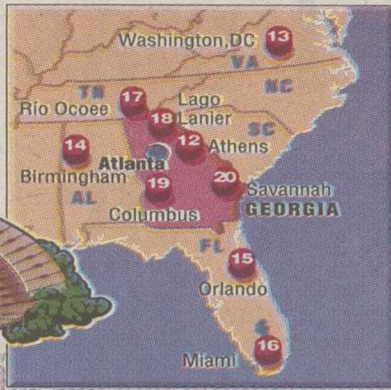 Washington,DC 13
VA
TN
NC
Río Ocoee 17
Lago
18 Lanier
SC
14
12 Athens
Atlanta
Birmingham
19
20
Savannah
AL
Columbus
GEORGIA
FL
15
Orlando
Miami 16